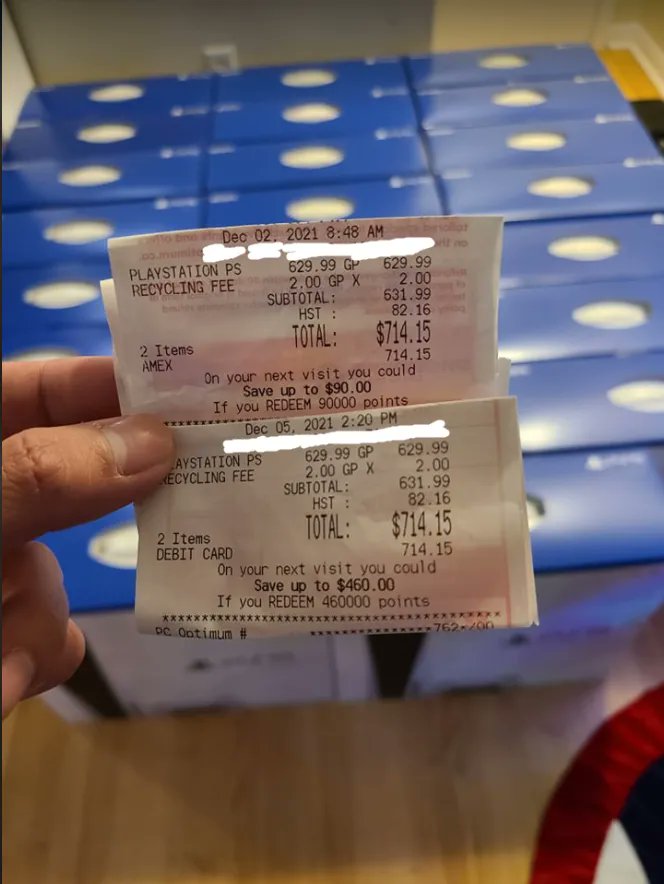 Dec 02, 2021 8:48 AM
PLAYSTATION PS 629.99 GP 629.99
RECYCLING FEE 2.00 GP X 2.00
SUBTOTAL: 631.99
HST : 82.16
TOTAL: $714.15
2 Items
AMEX 714.15
On your next visit you could
Save up to $90.00
If you REDEEM 90000 points
********************
Dec 05, 2021 2:20 PM
AYSTATION PS 629.99 GP 629.99
RECYCLING FEE 2.00 GP X 2.00
SUBTOTAL: 631.99
HST : 82.16
TOTAL: $714.15
2 Items
DEBIT CARD 714.15
On your next visit you could
Save up to $460.00
If you REDEEM 460000 points
****************************************
PC Optimum #